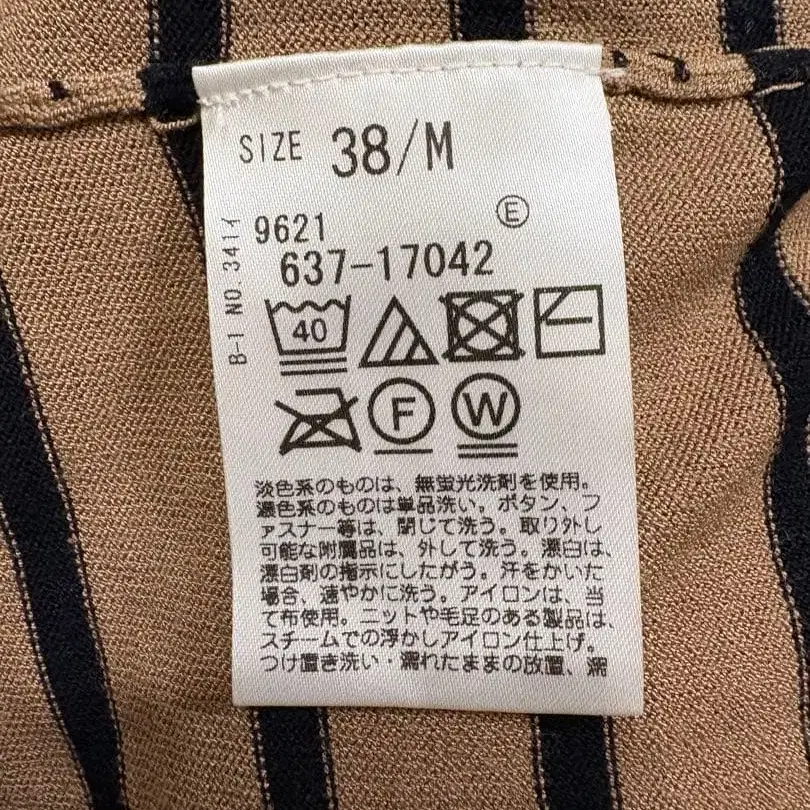 SIZE 38/M
Ⓔ
9621
637-17042
B-1 NO.341イ
40
F W
淡色系のものは、無蛍光洗剤を使用。
濃色系のものは単品洗い。ボタン、フ
ァスナー等は、閉じて洗う。取り外し
可能な附属品は、外して洗う。漂白は、
漂白剤の指示にしたがう。汗をかいた
場合、速やかに洗う。アイロンは、当
て布使用。ニットや毛足のある製品は、
スチームでの浮かしアイロン仕上げ。
つけ置き洗い・濡れたままの放置、濡